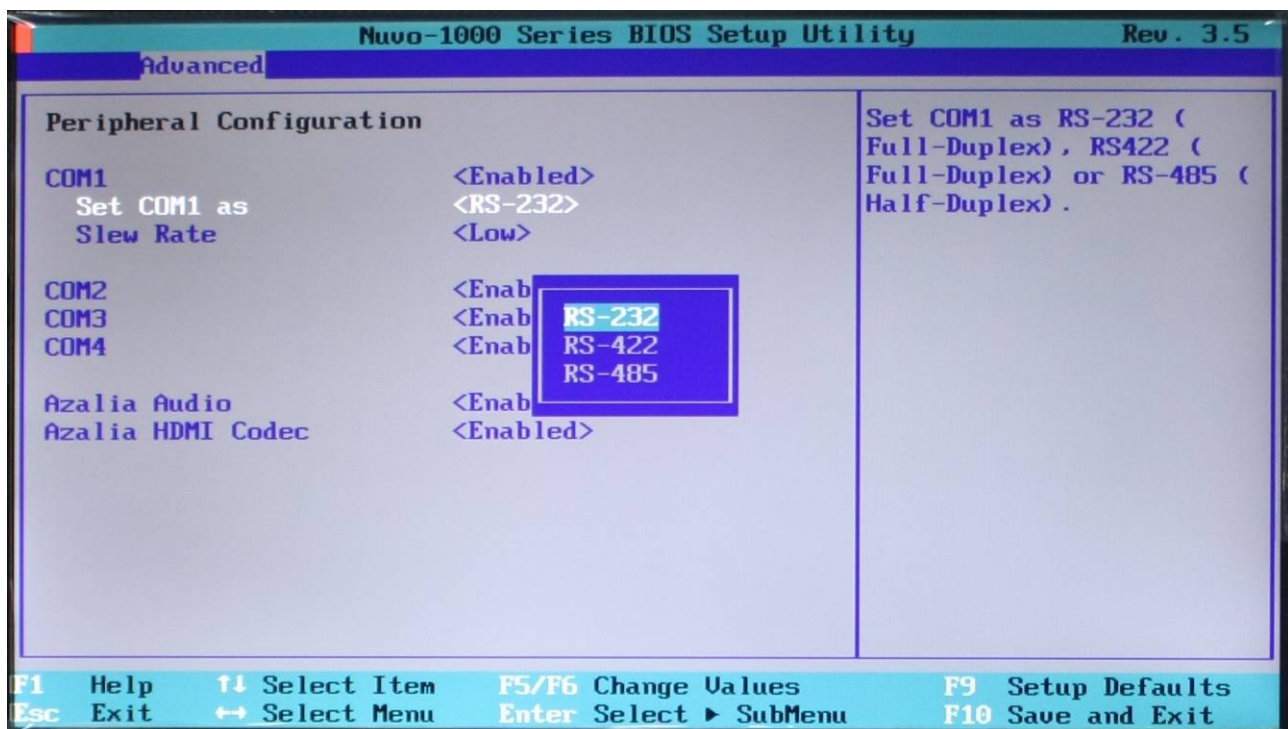 Nuvo-1000 Series BIOS Setup Utility Rev. 3.5
Advanced
Peripheral Configuration
COM1 <Enabled>
Set COM1 as <RS-232>
Slew Rate <Low>
COM2 <Enab
COM3 <Enab
COM4 <Enab
Azalia Audio <Enab
Azalia HDMI Codec <Enabled>
RS-232
RS-422
RS-485
Set COM1 as RS-232 (
Full-Duplex), RS422 (
Full-Duplex) or RS-485 (
Half-Duplex).
F1 Help ↑↓ Select Item F5/F6 Change Values F9 Setup Defaults
Esc Exit ↔ Select Menu Enter Select ▶ SubMenu F10 Save and Exit